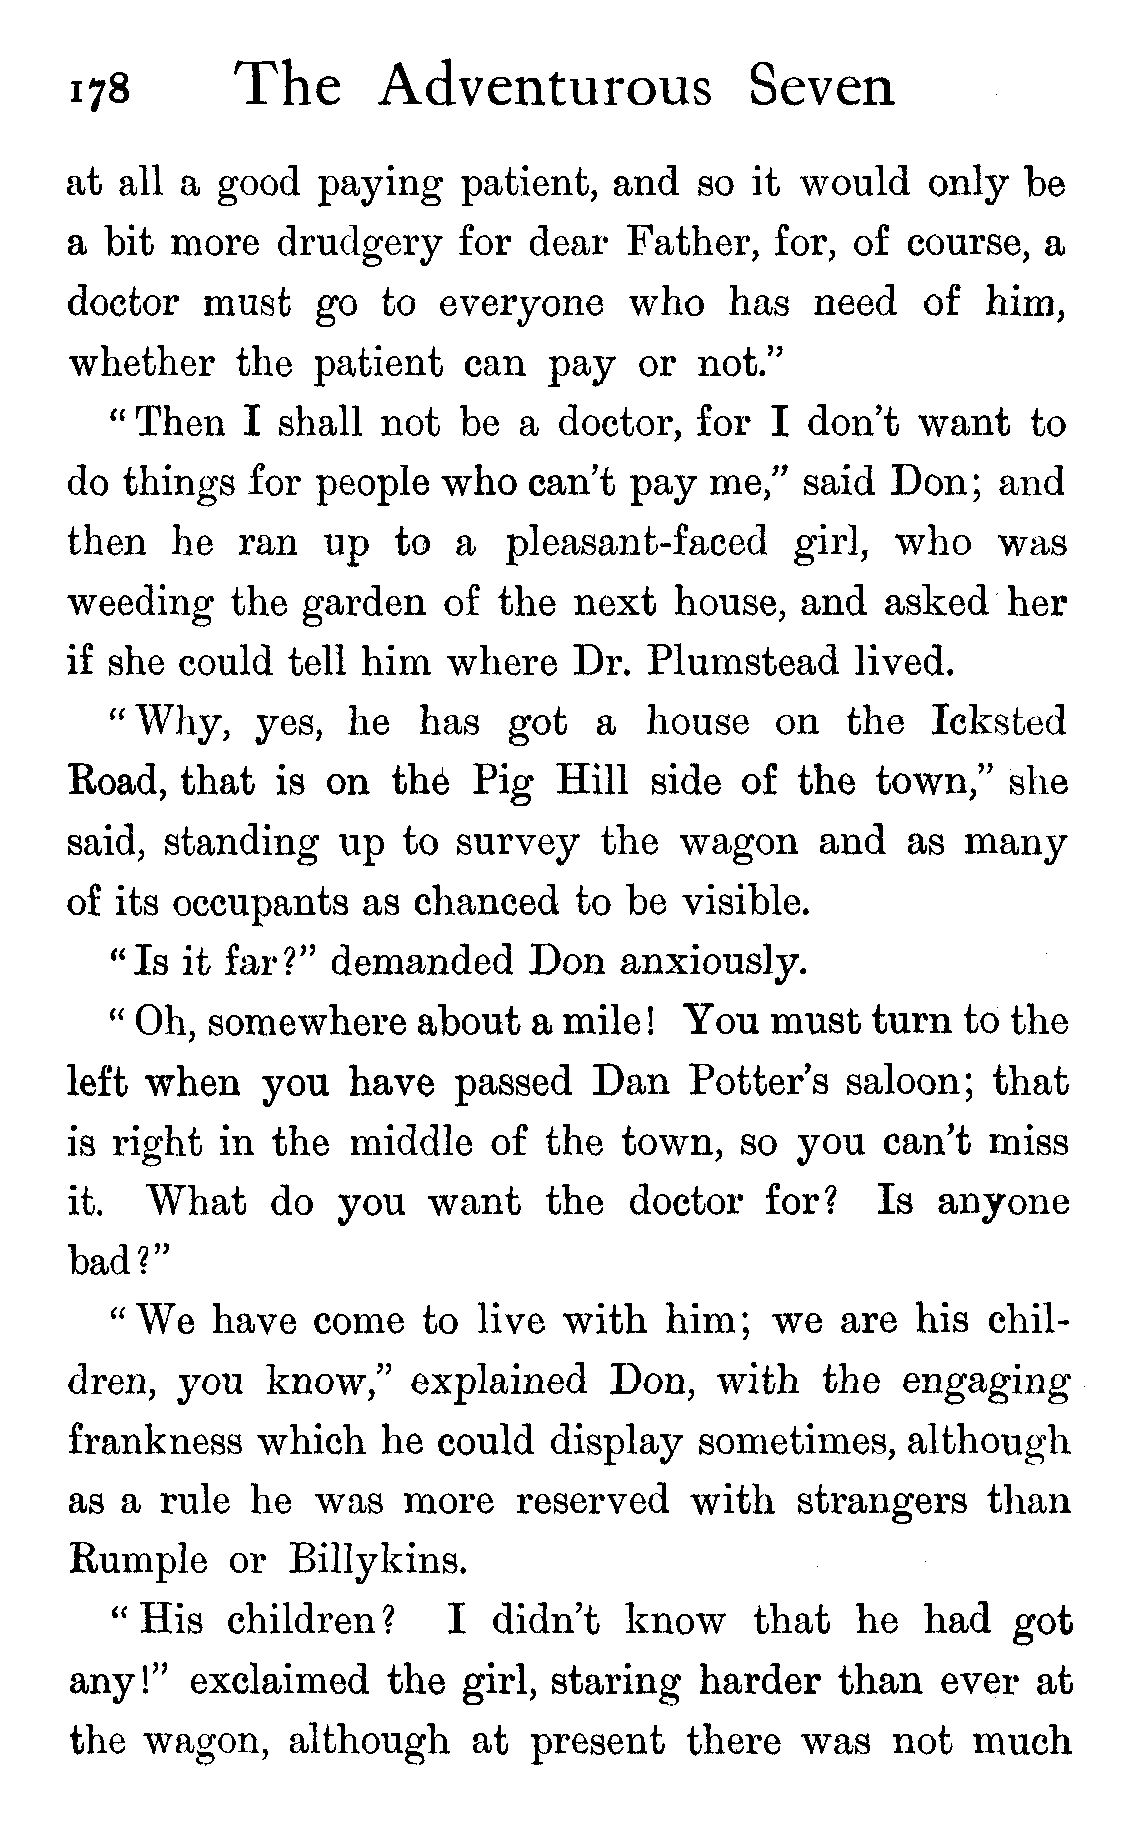 178 The Adventurous Seven
at all a good paying patient, and so it would only be
a bit more drudgery for dear Father, for, of course, a
doctor must go to everyone who has need of him,
whether the patient can pay or not.”
“Then I shall not be a doctor, for I don’t want to
do things for people who can’t pay me,” said Don; and
then he ran up to a pleasant-faced girl, who was
weeding the garden of the next house, and asked her
if she could tell him where Dr. Plumstead lived.
“Why, yes, he has got a house on the Icksted
Road, that is on the Pig Hill side of the town,” she
said, standing up to survey the wagon and as many
of its occupants as chanced to be visible.
“Is it far?” demanded Don anxiously.
“Oh, somewhere about a mile! You must turn to the
left when you have passed Dan Potter’s saloon; that
is right in the middle of the town, so you can’t miss
it. What do you want the doctor for? Is anyone
bad?”
“We have come to live with him; we are his chil-
dren, you know,” explained Don, with the engaging
frankness which he could display sometimes, although
as a rule he was more reserved with strangers than
Rumple or Billykins.
“His children? I didn’t know that he had got
any!” exclaimed the girl, staring harder than ever at
the wagon, although at present there was not much